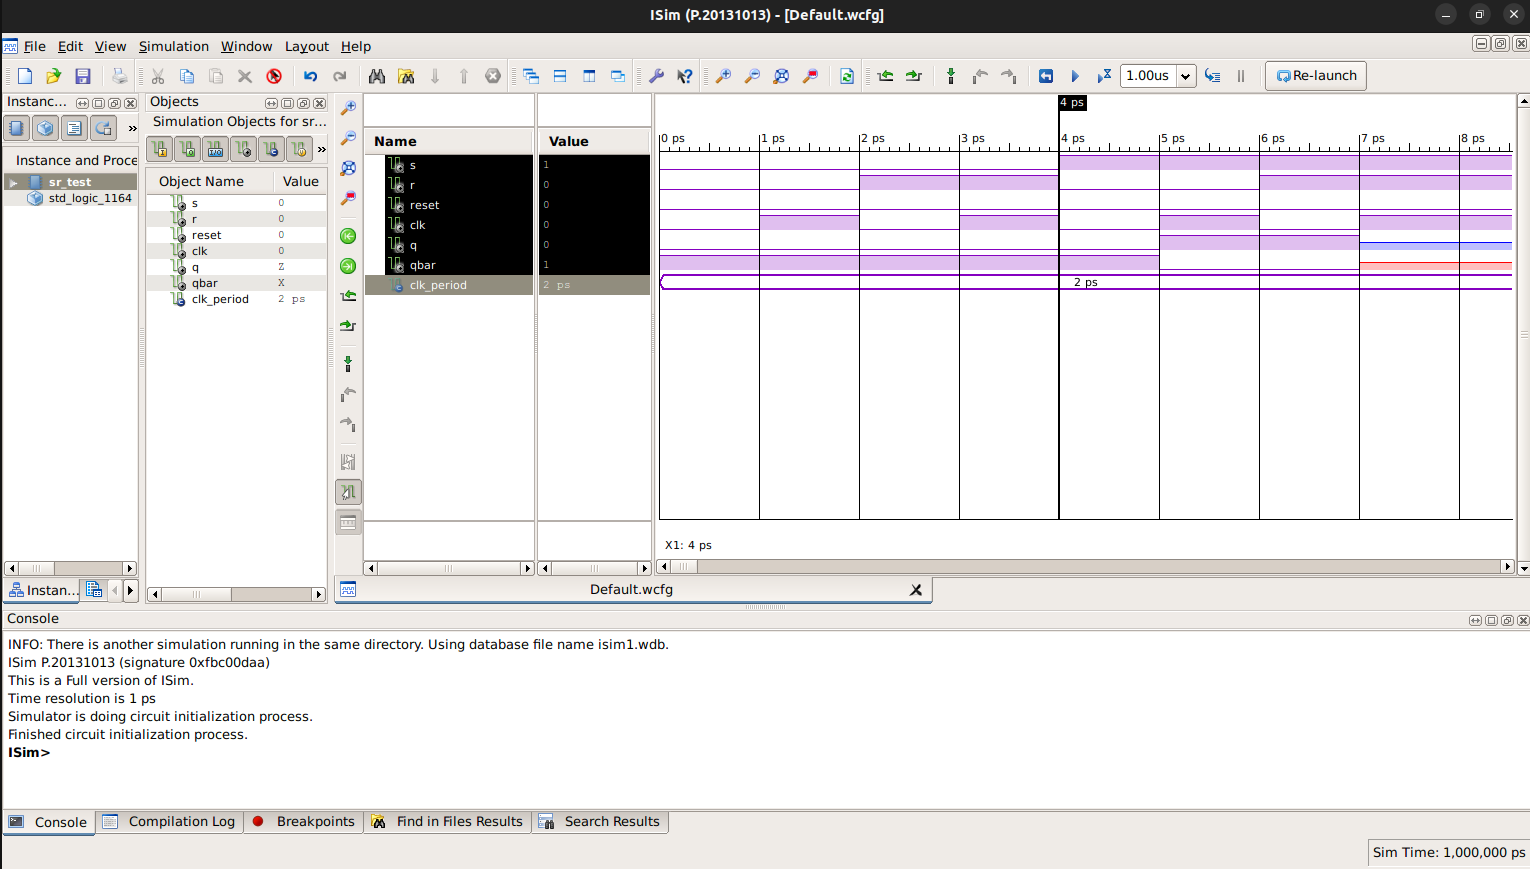 ISim (P.20131013) - [Default.wcfg]
File Edit View Simulation Window Layout Help
1.00us
Re-launch
Instanc...
»
Instance and Proce
sr_test
std_logic_1164
Instan...
Objects
Simulation Objects for sr...
»
Object Name Value
s 0
r 0
reset 0
clk 0
q Z
qbar X
clk_period 2 ps
Name Value
s 1
r 0
reset 0
clk 0
q 0
qbar 1
clk_period 2 ps
4 ps
0 ps 1 ps 2 ps 3 ps 4 ps 5 ps 6 ps 7 ps 8 ps
2 ps
X1: 4 ps
Default.wcfg
Console
INFO: There is another simulation running in the same directory. Using database file name isim1.wdb.
ISim P.20131013 (signature 0xfbc00daa)
This is a Full version of ISim.
Time resolution is 1 ps
Simulator is doing circuit initialization process.
Finished circuit initialization process.
ISim>
Console Compilation Log Breakpoints Find in Files Results Search Results
Sim Time: 1,000,000 ps